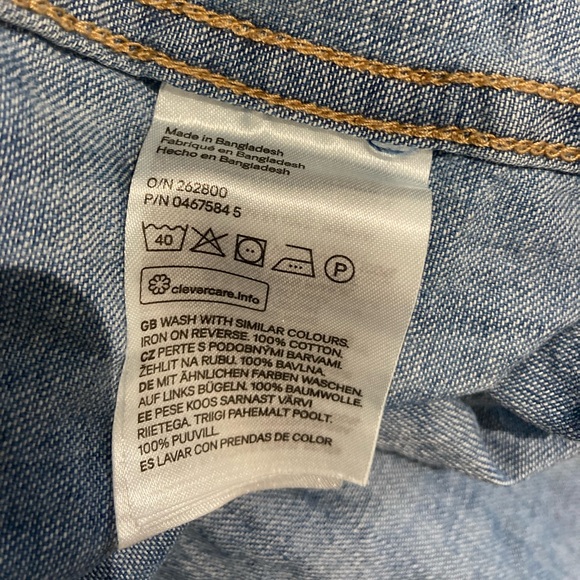 Made in Bangladesh
Fabriqué en Bangladesh
Hecho en Bangladesh
O/N 262800
P/N 0467584 5
40
P
clevercare.info
GB WASH WITH SIMILAR COLOURS.
IRON ON REVERSE. 100% COTTON.
CZ PERTE S PODOBNÝMI BARVAMI.
ŽEHLIT NA RUBU. 100% BAVLNA.
DE MIT ÄHNLICHEN FARBEN WASCHEN.
AUF LINKS BÜGELN. 100% BAUMWOLLE.
EE PESE KOOS SARNAST VÄRVI
RIIETEGA. TRIIGI PAHEMALT POOLT.
100% PUUVILL
ES LAVAR CON PRENDAS DE COLOR